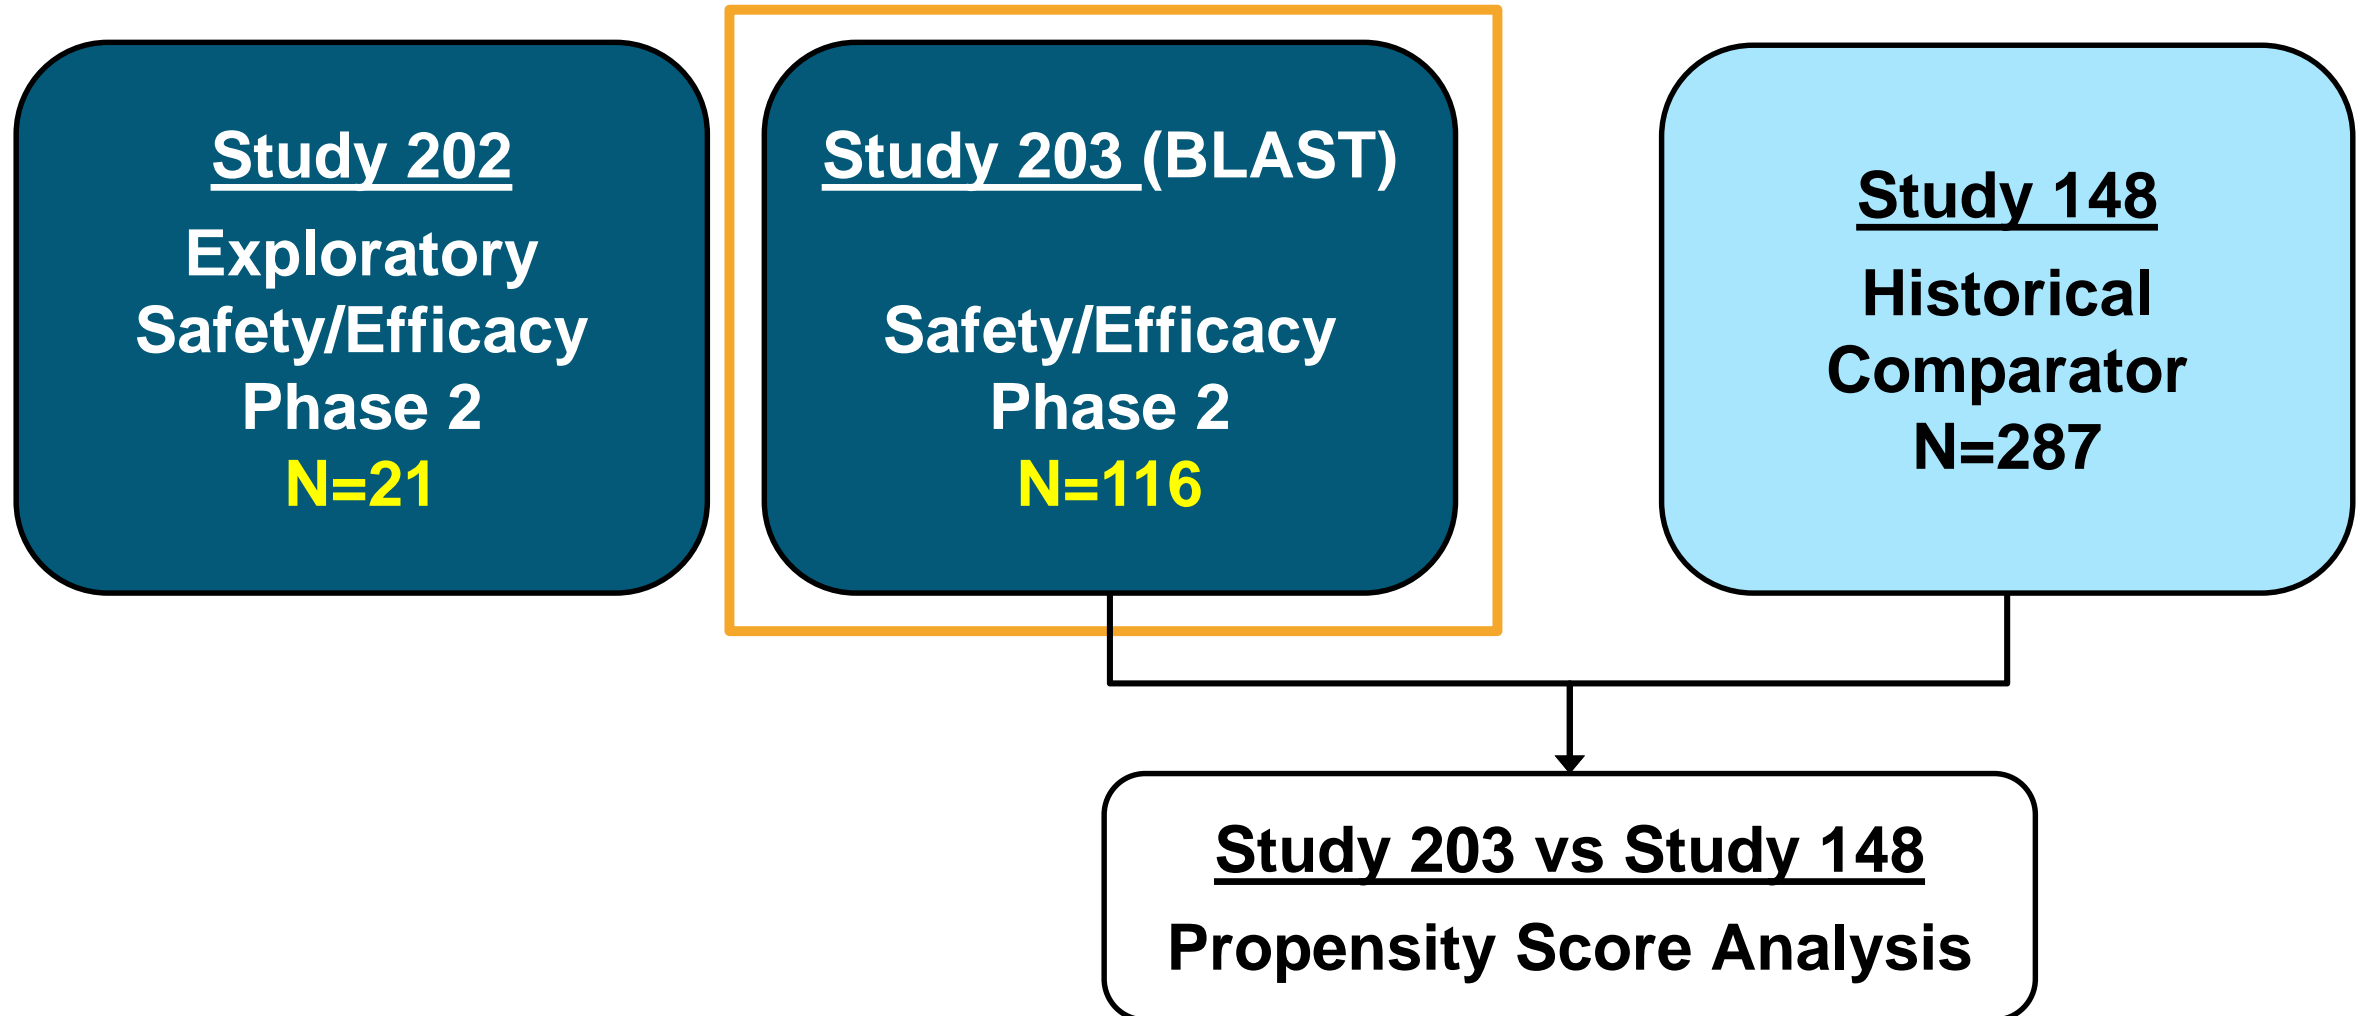 Study 202
Exploratory
Safety/Efficacy
Phase 2
N=21
Study 203 (BLAST)
Safety/Efficacy
Phase 2
N=116
Study 148
Historical
Comparator
N=287
Study 203 vs Study 148
Propensity Score Analysis